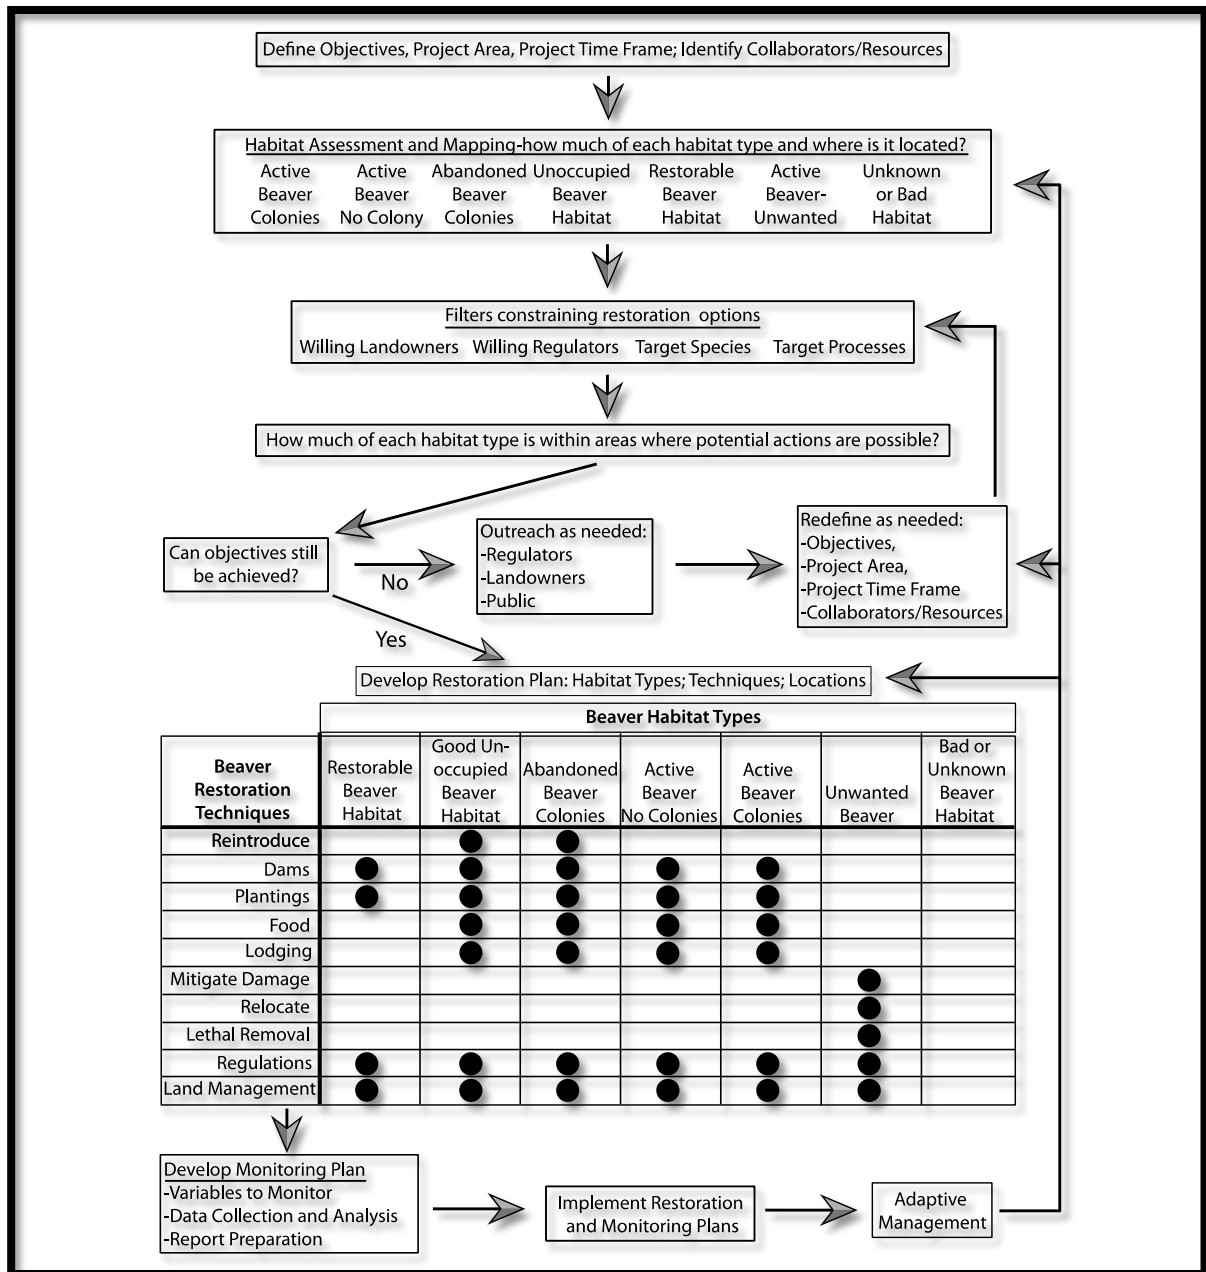 Define Objectives, Project Area, Project Time Frame; Identify Collaborators/Resources
Habitat Assessment and Mapping-how much of each habitat type and where is it located?
Active
Beaver
Colonies
Active
Beaver
No Colony
Abandoned
Beaver
Colonies
Unoccupied
Beaver
Habitat
Restorable
Beaver
Habitat
Active
Beaver-
Unwanted
Unknown
or Bad
Habitat
Filters constraining restoration options
Willing Landowners Willing Regulators Target Species Target Processes
How much of each habitat type is within areas where potential actions are possible?
Can objectives still
be achieved?
No
Outreach as needed:
-Regulators
-Landowners
-Public
Redefine as needed:
-Objectives,
-Project Area,
-Project Time Frame
-Collaborators/Resources
Yes
Develop Restoration Plan: Habitat Types; Techniques; Locations
Beaver Habitat Types
Beaver
Restoration
Techniques
Restorable
Beaver
Habitat
Good Un-
occupied
Beaver
Habitat
Abandoned
Beaver
Colonies
Active
Beaver
No Colonies
Active
Beaver
Colonies
Unwanted
Beaver
Bad or
Unknown
Beaver
Habitat
Reintroduce
Dams
Plantings
Food
Lodging
Mitigate Damage
Relocate
Lethal Removal
Regulations
Land Management
Develop Monitoring Plan
-Variables to Monitor
-Data Collection and Analysis
-Report Preparation
Implement Restoration
and Monitoring Plans
Adaptive
Management